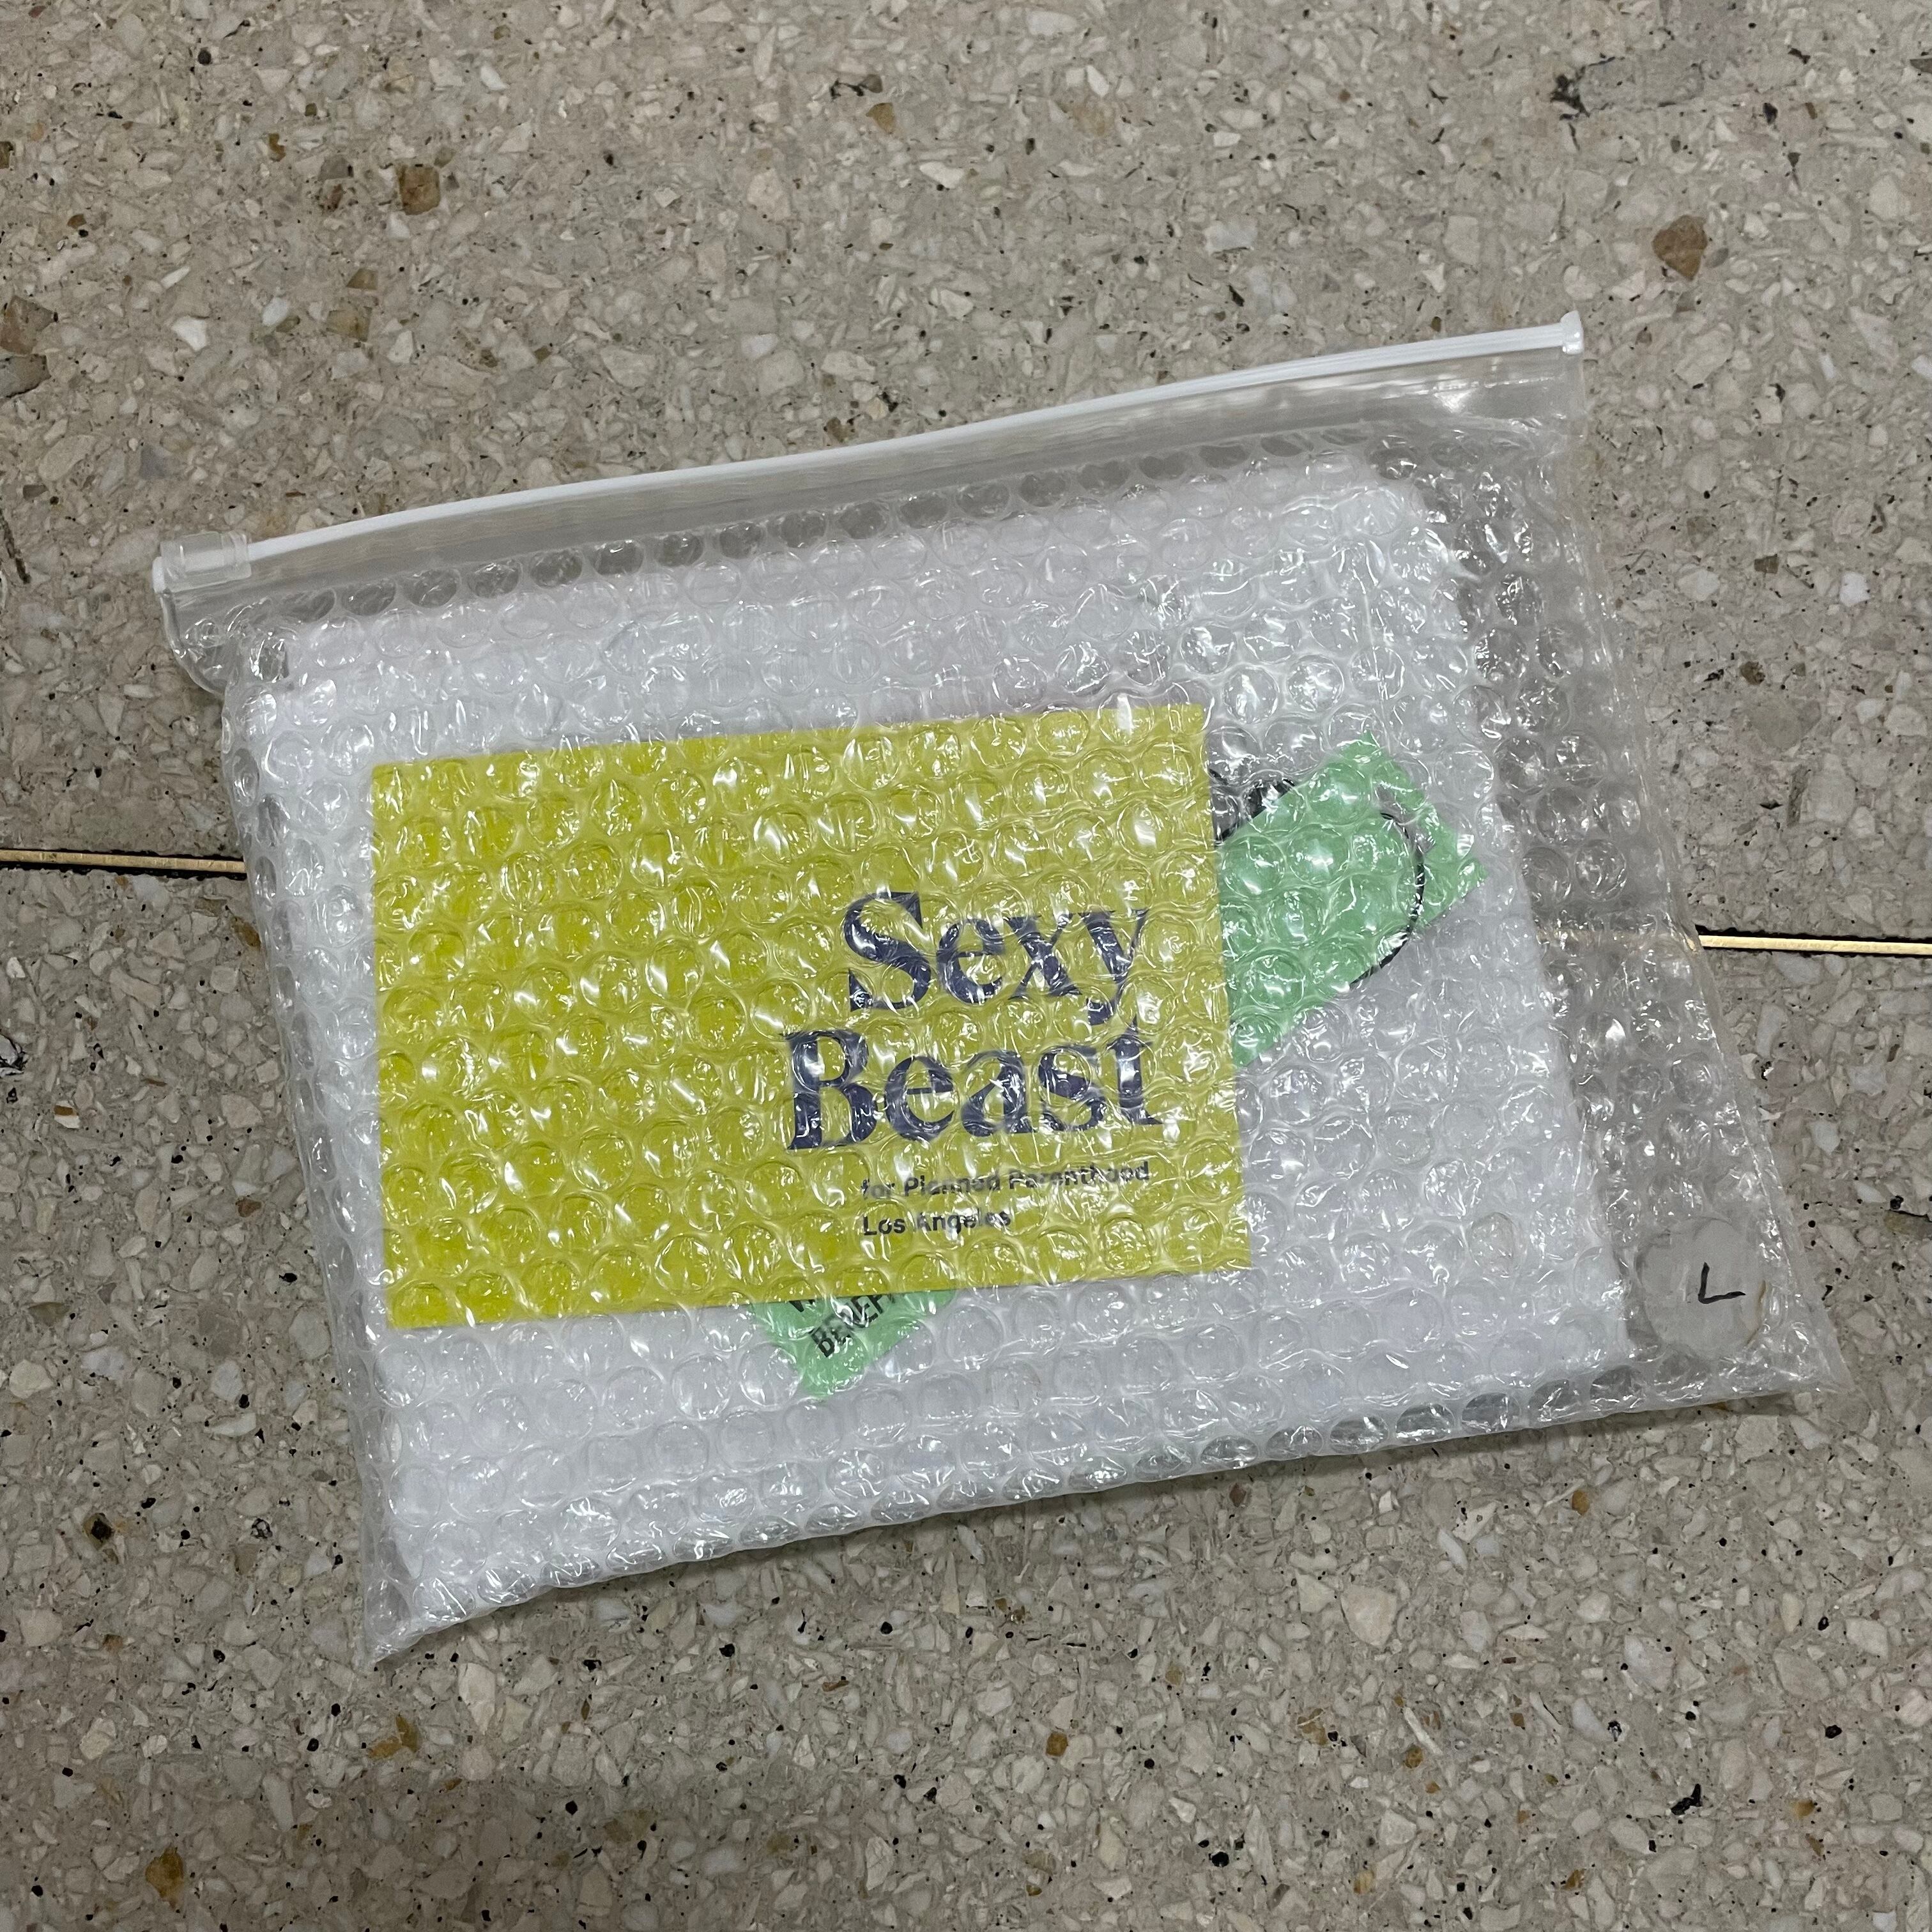 Sexy
Beast
for Planned Parenthood
Los Angeles
L